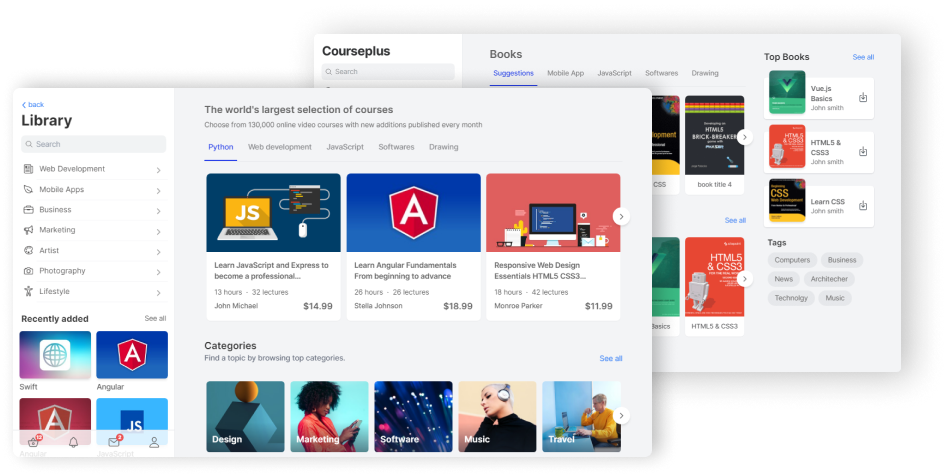 Courseplus
Search
Books
Suggestions
Mobile App
JavaScript
Softwares
Drawing
Top Books
See all
Vue.js
Basics
John smith
HTML5 &
CSS3
John smith
Learn CSS
John smith
Tags
Computers
Business
News
Architecher
Technolgy
Music
HTML5
BRICK-BREAKER
CSS
book title 4
See all
HTML5
& CSS3
Basics
HTML5 & CSS3
back
Library
Search
Web Development
Mobile Apps
Business
Marketing
Artist
Photography
Lifestyle
Recently added
See all
Swift
Angular
JS
Angular
JavaScript
The world's largest selection of courses
Choose from 130,000 online video courses with new additions published every month
Python
Web development
JavaScript
Softwares
Drawing
JS
Learn JavaScript and Express to
become a professional...
13 hours · 32 lectures
John Michael
$14.99
Learn Angular Fundamentals
From beginning to advance
26 hours · 26 lectures
Stella Johnson
$18.99
Responsive Web Design
Essentials HTML5 CSS3...
18 hours · 42 lectures
Monroe Parker
$11.99
Categories
Find a topic by browsing top categories.
See all
Design
Marketing
Software
Music
Travel